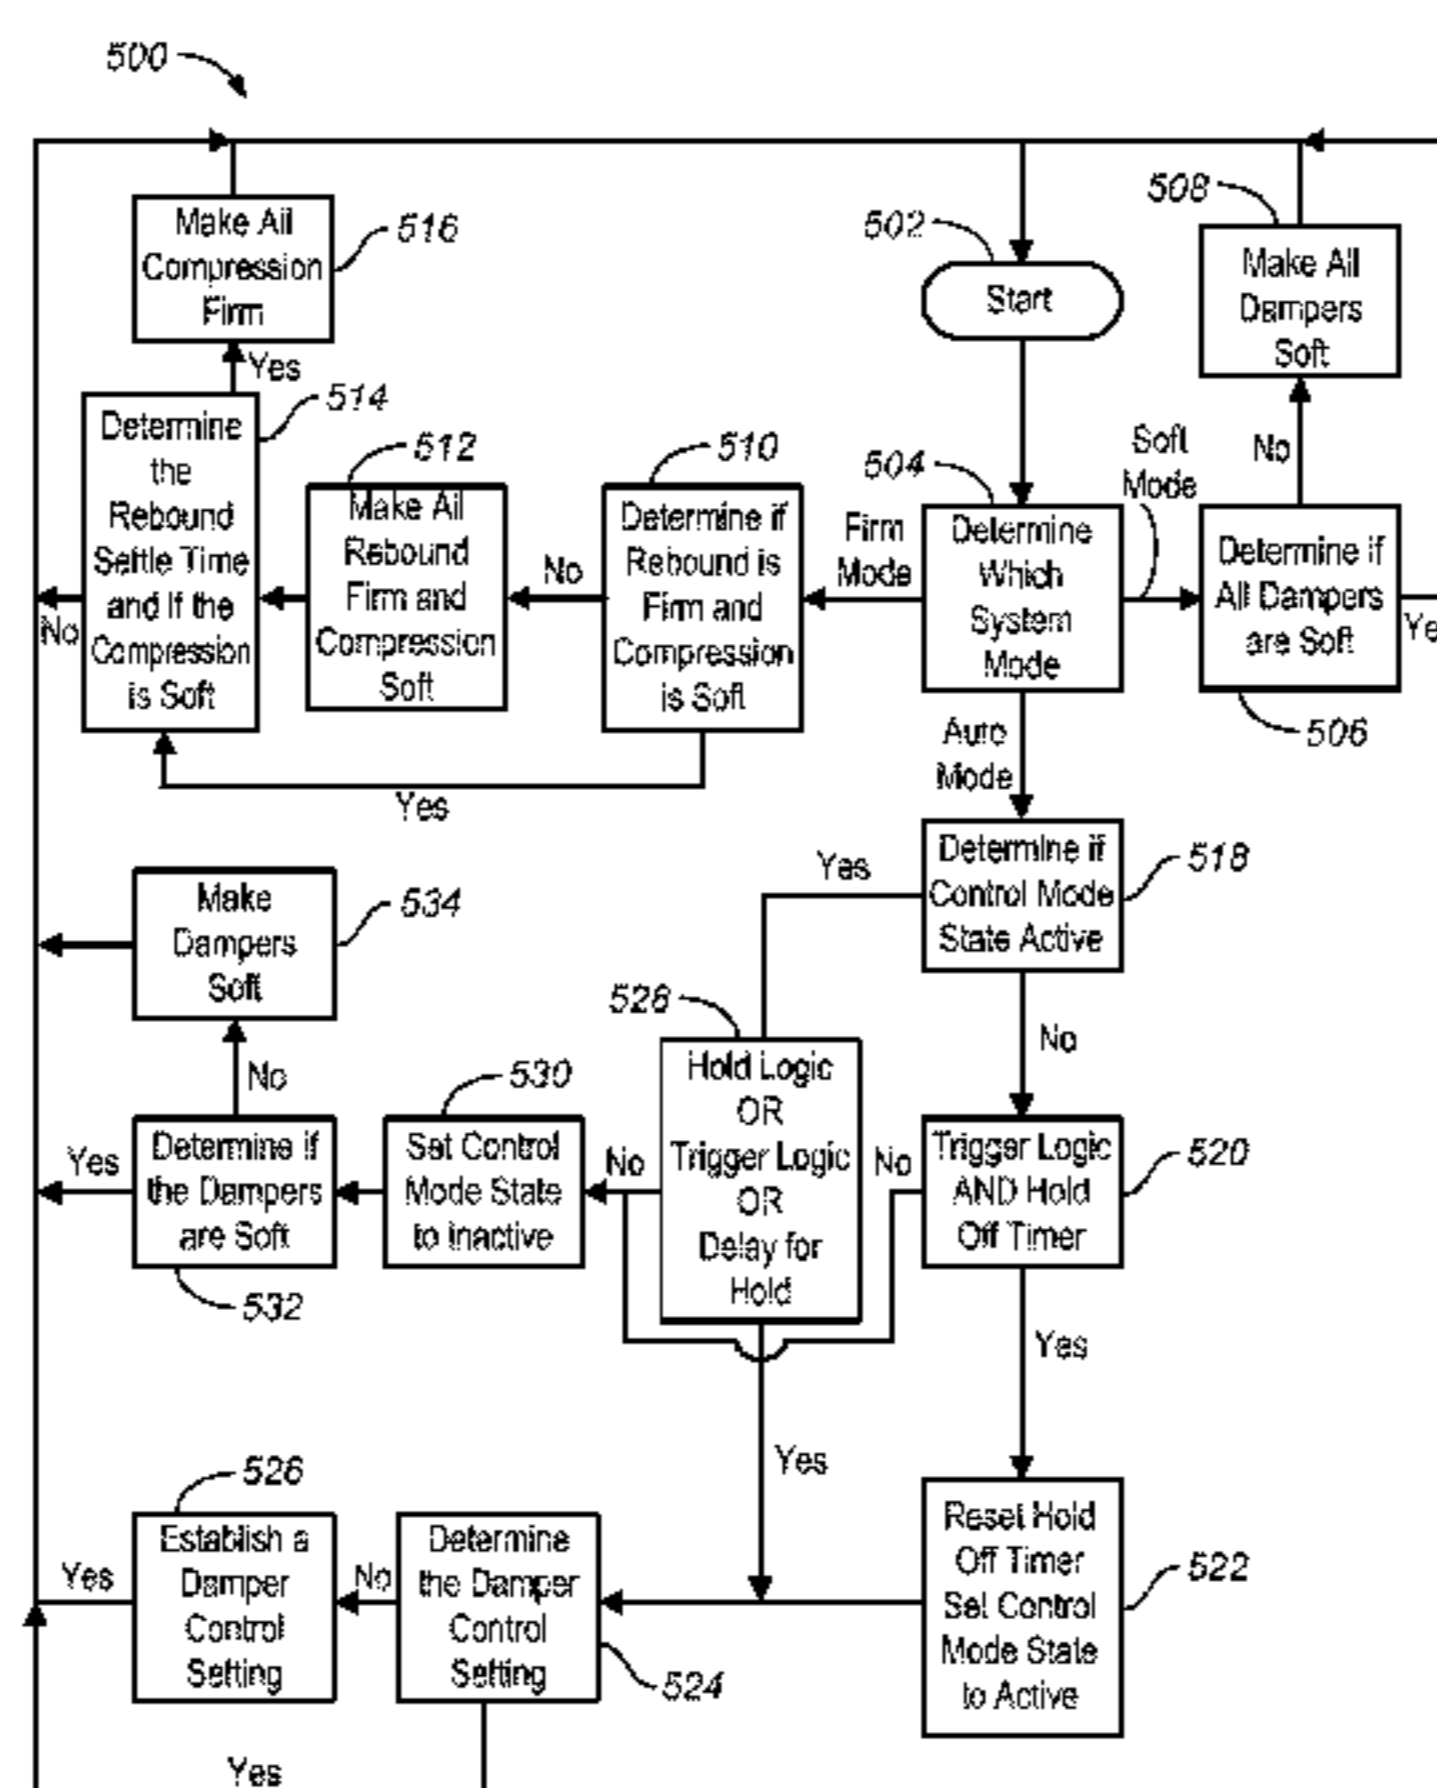 500
Make All
Compression
Firm
516
Yes
502
Start
508
Make All
Dampers
Soft
No
Determine
the
Rebound
Settle Time
and If the
Compression
is Soft
514
No
512
Make All
Rebound
Firm and
Compression
Soft
No
510
Determine if
Rebound is
Firm and
Compression
is Soft
Yes
Firm
Mode
504
Determine
Which
System
Mode
Soft
Mode
Determine if
All Dampers
are Soft
506
Ye
Auto
Mode
Determine if
Control Mode
State Active
518
Yes
No
Make
Dampers
Soft
534
No
Yes
Determine if
the Dampers
are Soft
532
530
Set Control
Mode State
to Inactive
No
528
Hold Logic
OR
Trigger Logic
OR
Delay for
Hold
No
Trigger Logic
AND Hold
Off Timer
520
Yes
Yes
Yes
526
Establish a
Damper
Control
Setting
No
Determine
the Damper
Control
Setting
524
Reset Hold
Off Timer
Set Control
Mode State
to Active
522
Yes